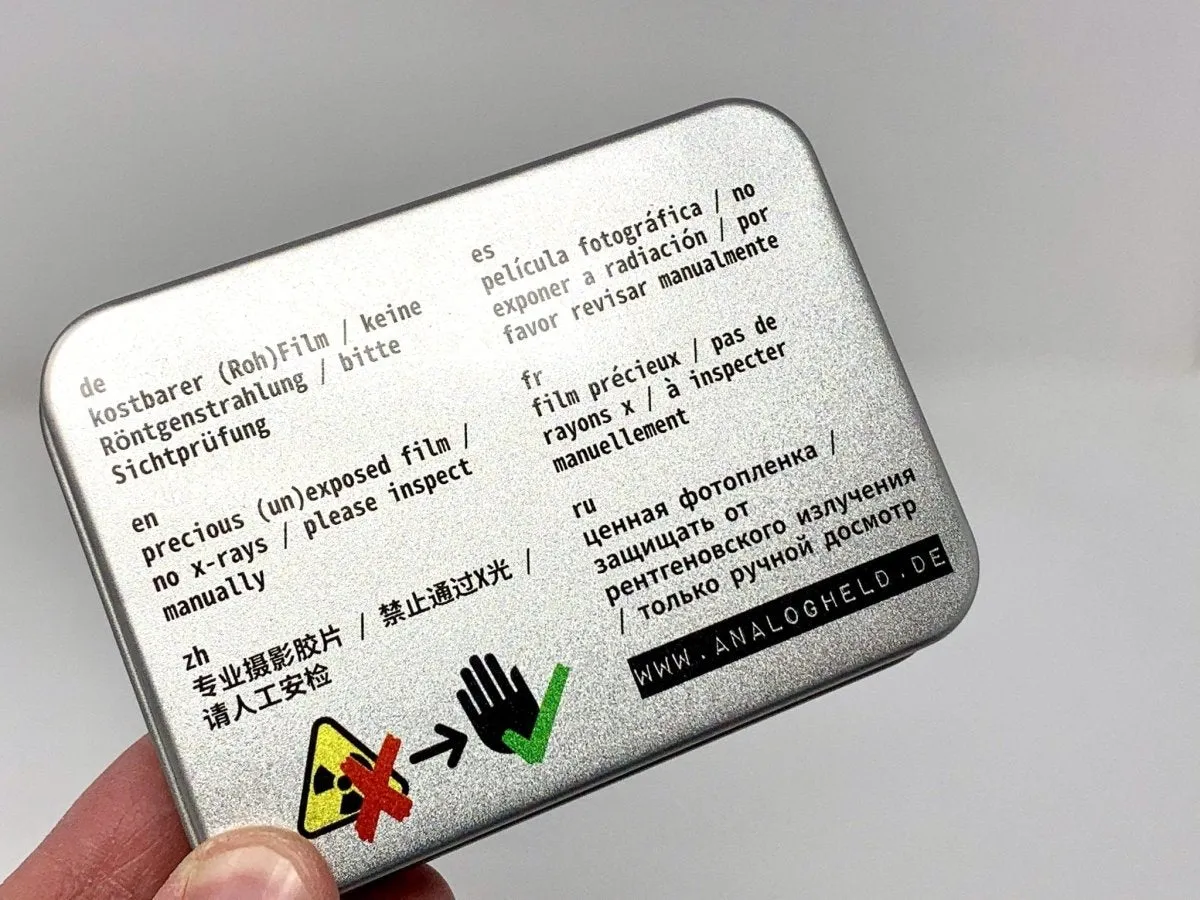 de
kostbarer (Roh)Film / keine
Röntgenstrahlung / bitte
Sichtprüfung
en
precious (un)exposed film /
no x-rays / please inspect
manually
zh
专业摄影胶片 / 禁止通过X光 /
请人工安检
es
película fotográfica / no
exponer a radiación / por
favor revisar manualmente
fr
film précieux / pas de
rayons x / à inspecter
manuellement
ru
ценная фотопленка /
защищать от
рентгеновского излучения
/ только ручной досмотр
WWW.ANALOGHELD.DE